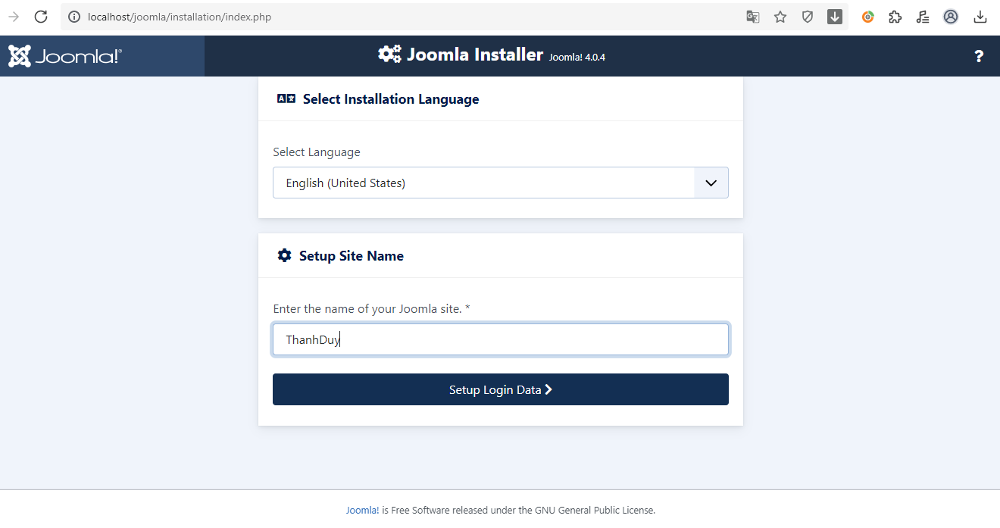 localhost/joomla/installation/index.php
Joomla!® Joomla Installer Joomla! 4.0.4 ?
Select Installation Language
Select Language
English (United States)
Setup Site Name
Enter the name of your Joomla site. *
ThanhDuy
Setup Login Data
Joomla! is Free Software released under the GNU General Public License.